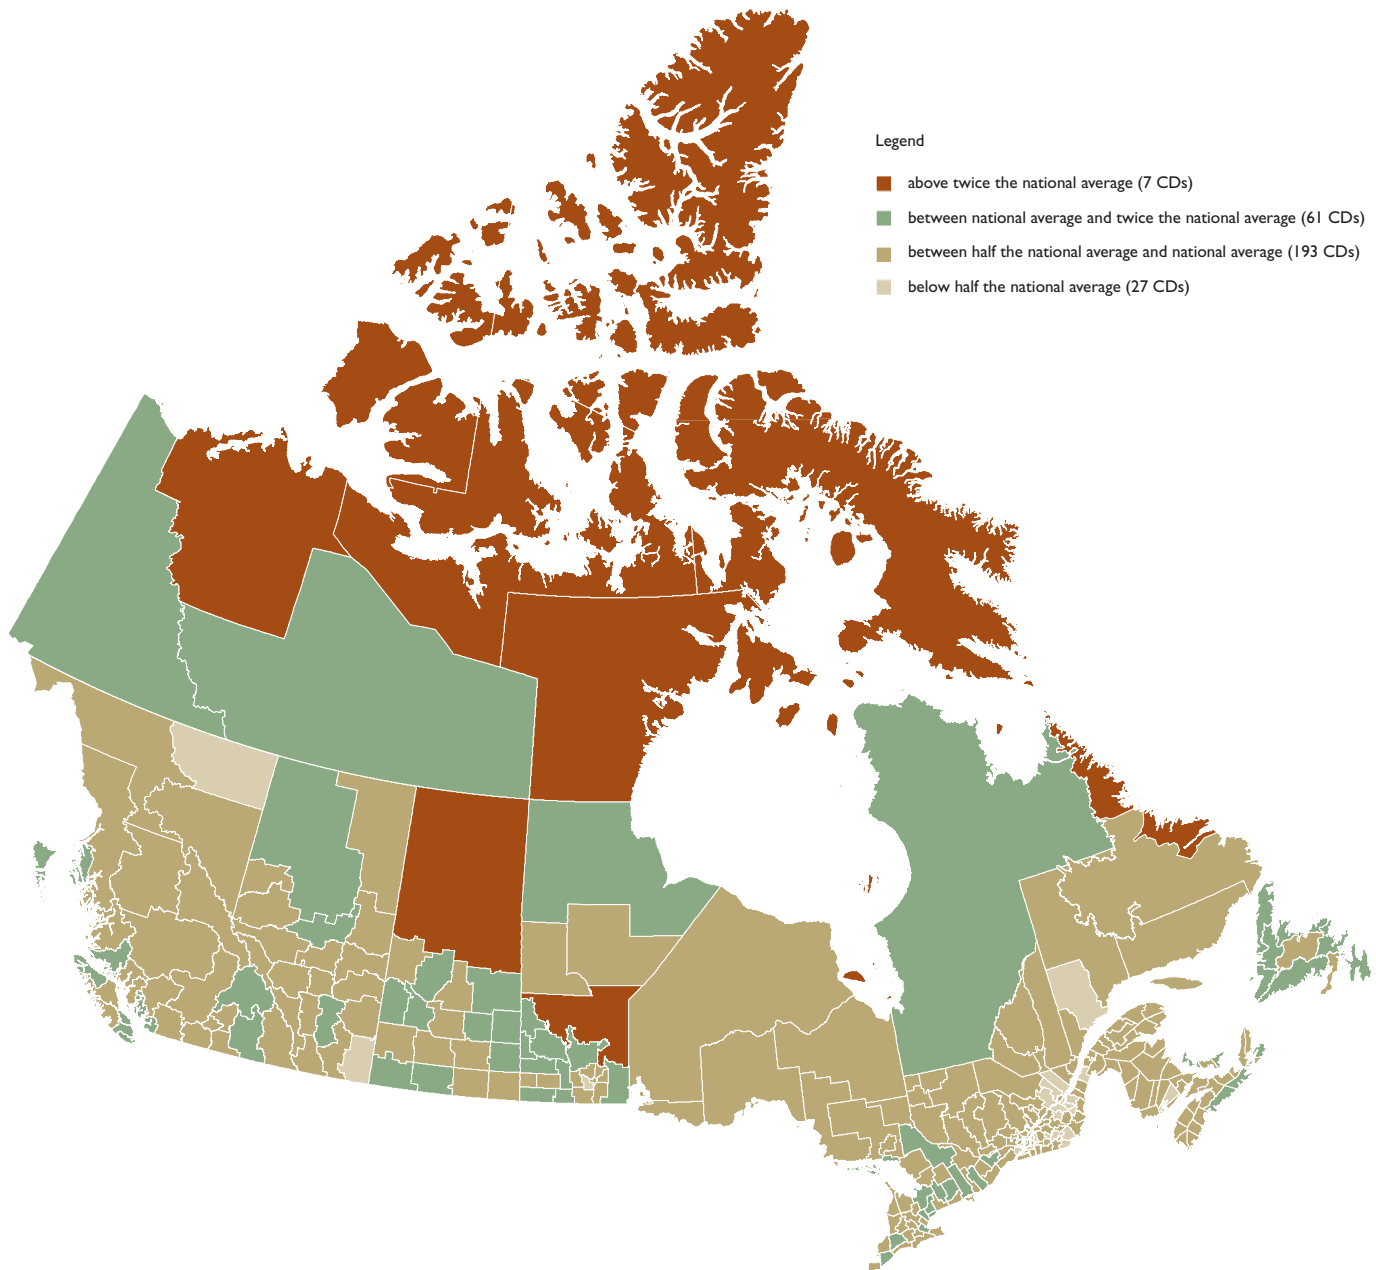 Legend
above twice the national average (7 CDs)
between national average and twice the national average (61 CDs)
between half the national average and national average (193 CDs)
below half the national average (27 CDs)